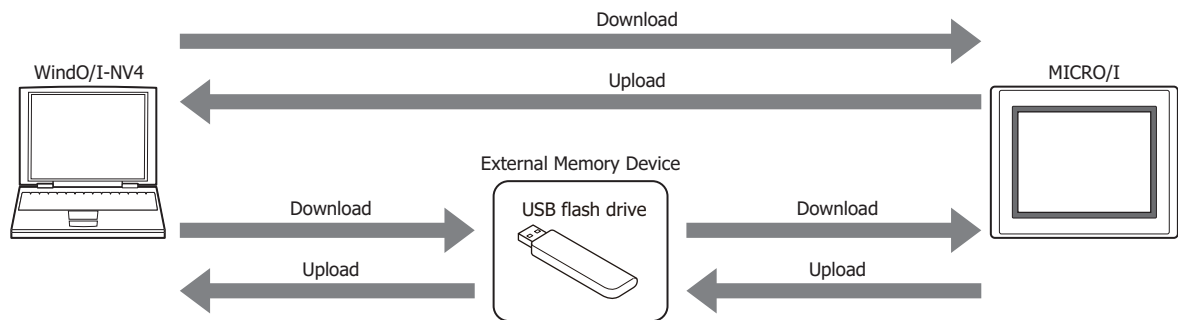 Download
WindO/I-NV4
MICRO/I
Upload
External Memory Device
USB flash drive
Download
Download
Upload
Upload